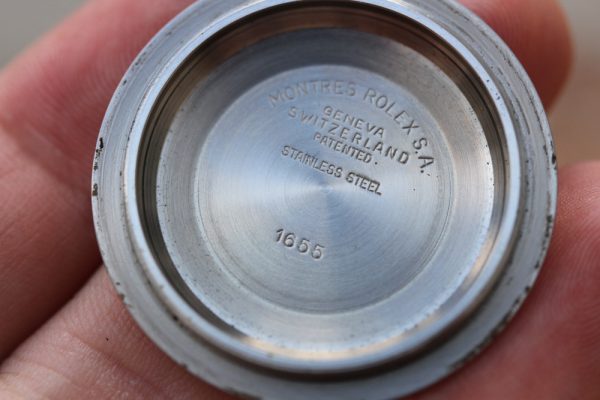 MONTRES ROLEX S.A.
GENEVA
SWITZERLAND
PATENTED.
STAINLESS STEEL
1655